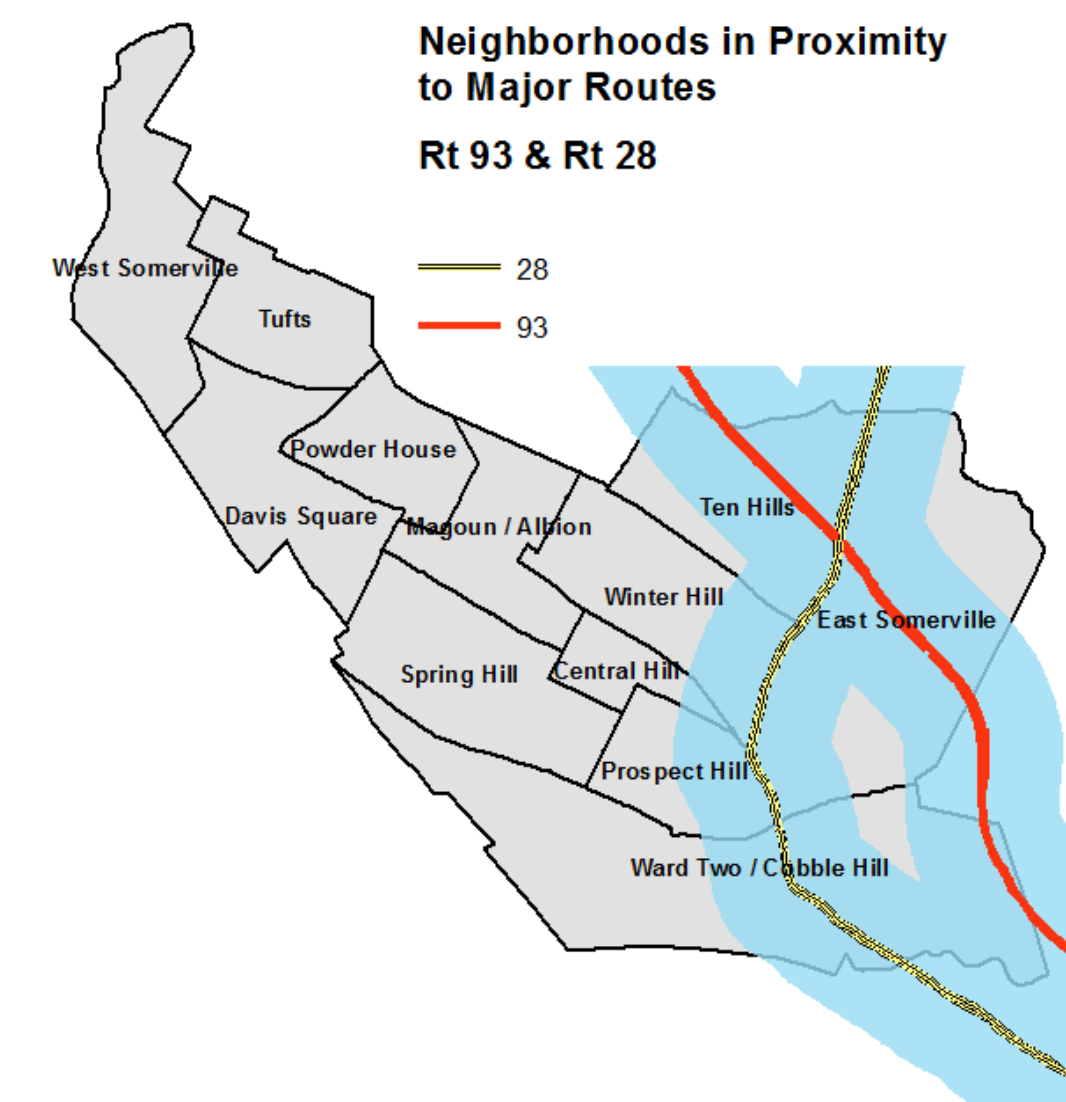 Neighborhoods in Proximity
to Major Routes
Rt 93 & Rt 28
28
93
West Somerville
Tufts
Powder House
Davis Square
Magoun / Albion
Ten Hills
Winter Hill
East Somerville
Spring Hill
Central Hill
Prospect Hill
Ward Two / Cobble Hill